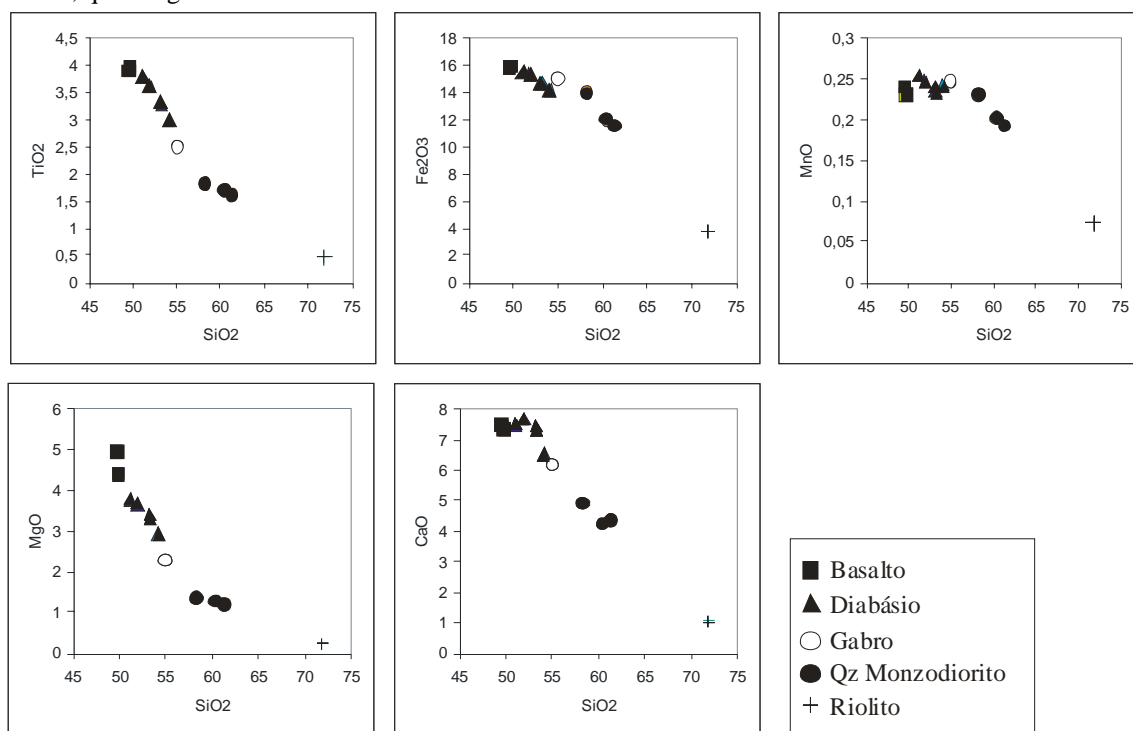 4,5
4
3,5
3
2,5
2
1,5
1
0,5
0
TiO2
45 50 55 60 65 70 75
SiO2
18
16
14
12
10
8
6
4
2
0
Fe2O3
45 50 55 60 65 70 75
SiO2
0,3
0,25
0,2
0,15
0,1
0,05
0
MnO
45 50 55 60 65 70 75
SiO2
6
5
4
3
2
1
0
MgO
45 50 55 60 65 70 75
SiO2
8
7
6
5
4
3
2
1
0
CaO
45 50 55 60 65 70 75
SiO2
Basalto
Diabásio
Gabro
Qz Monzodiorito
Riolito